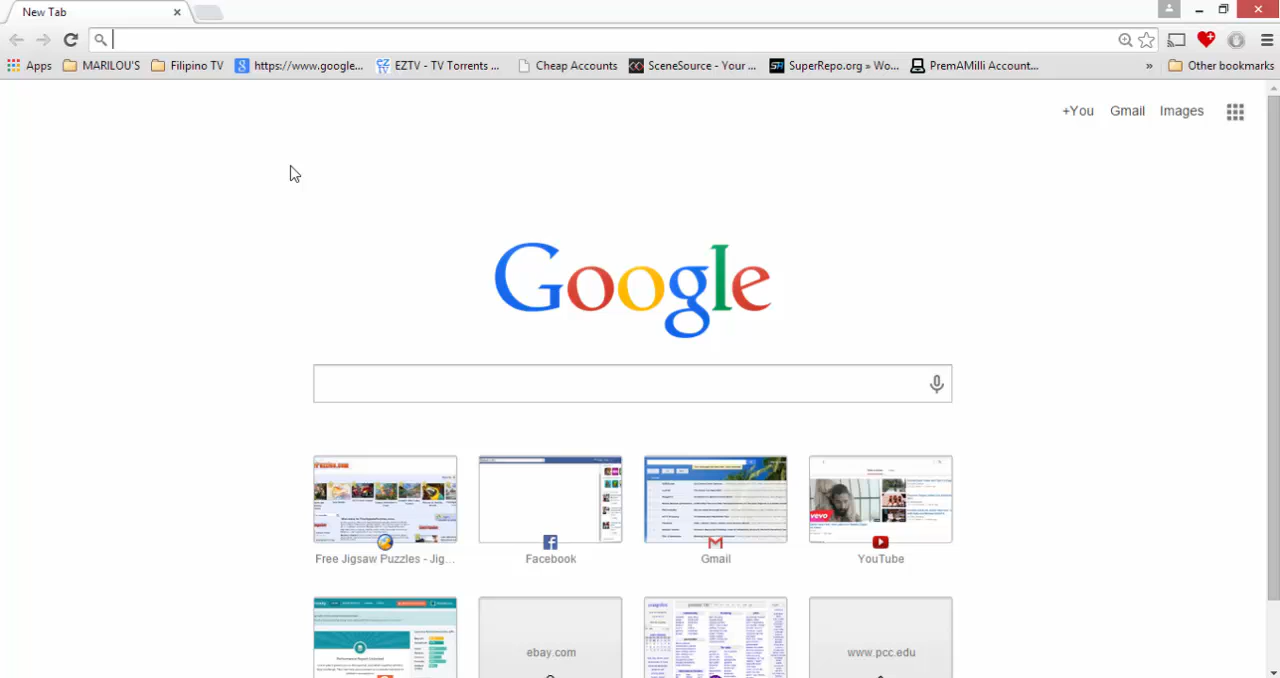 New Tab
Apps MARILOU'S Filipino TV https://www.google... EZTV - TV Torrents ... Cheap Accounts SceneSource - Your ... SuperRepo.org » Wo... PremAMilli Account... » Other bookmarks
+You Gmail Images
Google
Free Jigsaw Puzzles - Jig... Facebook Gmail YouTube
ebay.com www.pcc.edu